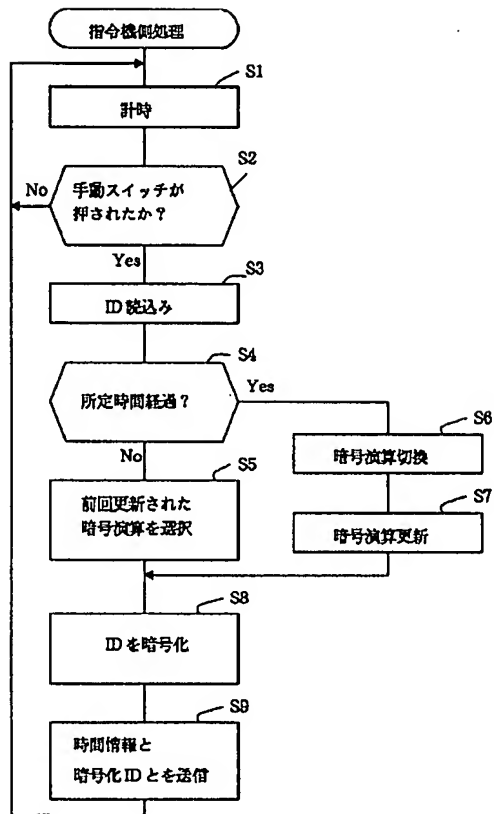 指令機側処理
S1
計時
S2
No
手動スイッチが
押されたか？
Yes
S3
ID読込み
S4
所定時間経過？
Yes
No
S5
前回更新された
暗号演算を選択
S6
暗号演算切換
S7
暗号演算更新
S8
IDを暗号化
S9
時間情報と
暗号化IDとを送信